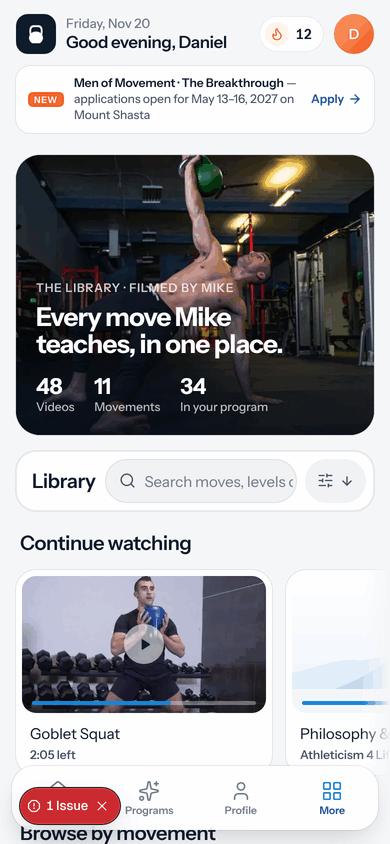 Friday, Nov 20
Good evening, Daniel
12
D
NEW
Men of Movement · The Breakthrough —
applications open for May 13–16, 2027 on
Mount Shasta
Apply →
THE LIBRARY · FILMED BY MIKE
Every move Mike
teaches, in one place.
48 11 34
Videos Movements In your program
Library
Search moves, levels
Continue watching
Goblet Squat
2:05 left
Philosophy &
Athleticism 4
1 Issue
Programs
Profile
More
Browse by movement